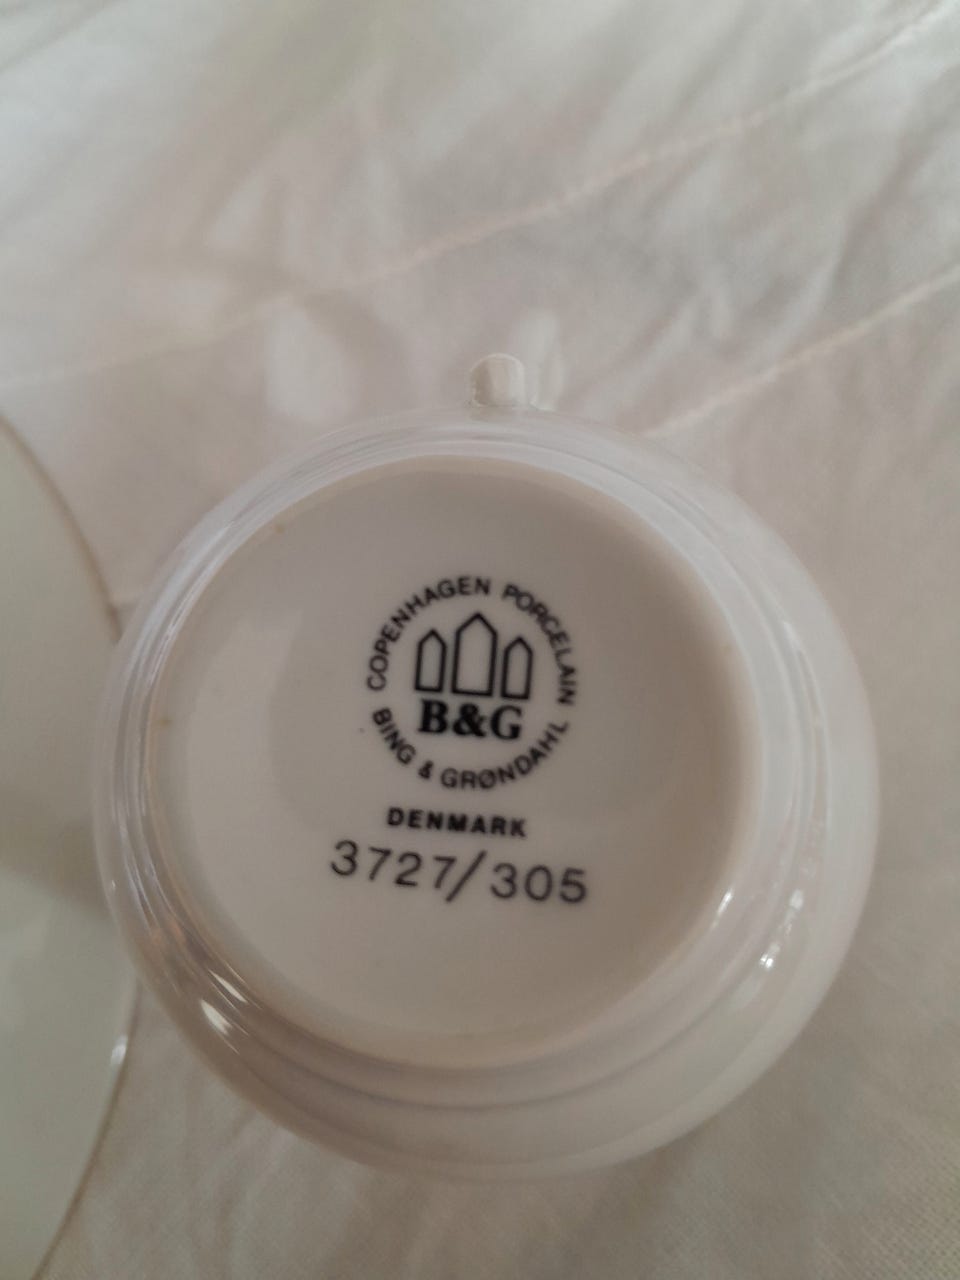 COPENHAGEN PORCELAIN
B&G
BING & GRØNDAHL
DENMARK
3727/305